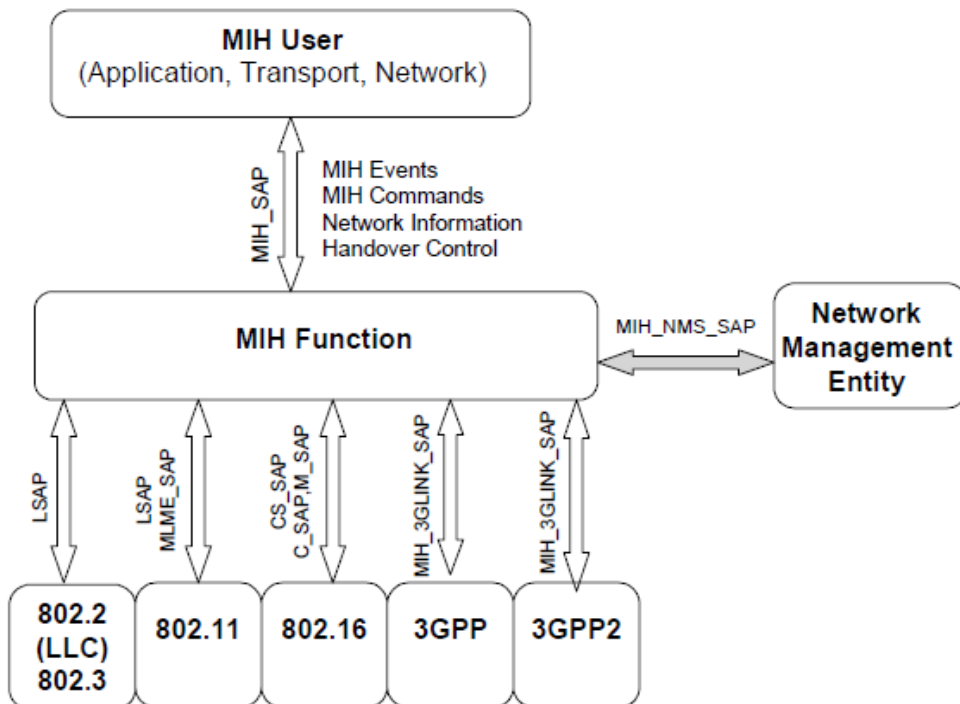 MIH User
(Application, Transport, Network)
MIH_SAP
MIH Events
MIH Commands
Network Information
Handover Control
MIH Function
MIH_NMS_SAP
Network
Management
Entity
LSAP
LSAP
MLME_SAP
CS_SAP
C_SAP,M_SAP
MIH_3GLINK_SAP
MIH_3GLINK_SAP
802.2
(LLC)
802.3
802.11
802.16
3GPP
3GPP2